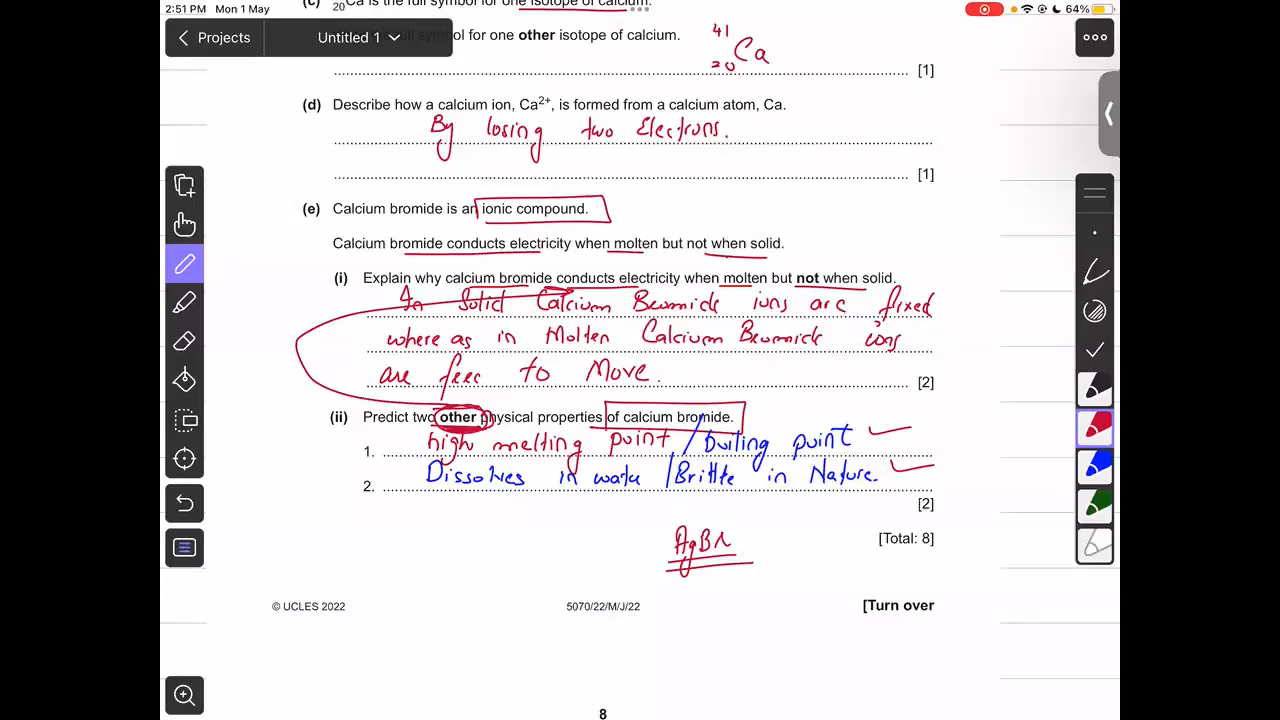 2:51 PM Mon 1 May 64%
(c) 20Ca is the full symbol for one isotope of calcium.
Projects Untitled 1
full symbol for one other isotope of calcium.
41
20 Ca
[1]
(d) Describe how a calcium ion, Ca2+, is formed from a calcium atom, Ca.
By losing two Electrons.
[1]
(e) Calcium bromide is an ionic compound.
Calcium bromide conducts electricity when molten but not when solid.
(i) Explain why calcium bromide conducts electricity when molten but not when solid.
In Solid Calcium Bromide ions are fixed
where as in Molten Calcium Bromide ions
are free to Move. [2]
(ii) Predict two other physical properties of calcium bromide.
1. high melting point / boiling point
2. Dissolves in water / Brittle in Nature.
[2]
AgBr
[Total: 8]
© UCLES 2022 5070/22/M/J/22 [Turn over
8